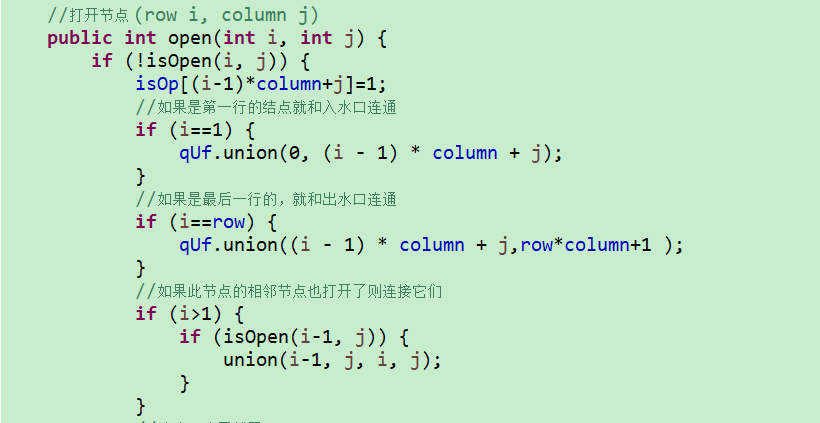 //打开节点(row i, column j)
public int open(int i, int j) {
if (!isOpen(i, j)) {
isOp[(i-1)*column+j]=1;
//如果是第一行的结点就和入水口连通
if (i==1) {
qUf.union(0, (i - 1) * column + j);
}
//如果是最后一行的，就和出水口连通
if (i==row) {
qUf.union((i - 1) * column + j,row*column+1 );
}
//如果此节点的相邻节点也打开了则连接它们
if (i>1) {
if (isOpen(i-1, j)) {
union(i-1, j, i, j);
}
}